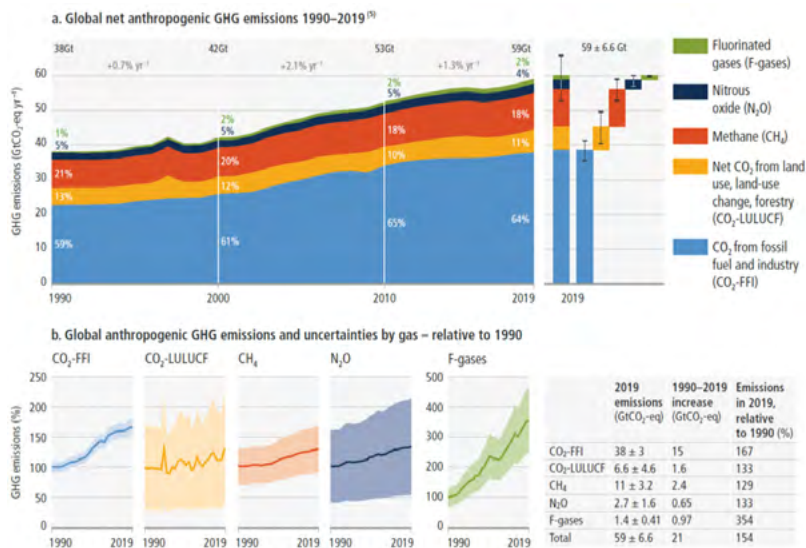 a. Global net anthropogenic GHG emissions 1990–2019 (5)
38Gt 42Gt 53Gt 59Gt 59 ± 6.6 Gt
+0.7% yr⁻¹ +2.1% yr⁻¹ +1.3% yr⁻¹
GHG emissions (GtCO₂-eq yr⁻¹)
60
50
40
30
20
10
0
1%
5%
21%
13%
59%
2%
5%
20%
12%
61%
2%
5%
18%
10%
65%
2%
4%
18%
11%
64%
1990 2000 2010 2019 2019
Fluorinated
gases (F-gases)
Nitrous
oxide (N₂O)
Methane (CH₄)
Net CO₂ from land
use, land-use
change, forestry
(CO₂-LULUCF)
CO₂ from fossil
fuel and industry
(CO₂-FFI)
b. Global anthropogenic GHG emissions and uncertainties by gas – relative to 1990
CO₂-FFI CO₂-LULUCF CH₄ N₂O F-gases
GHG emissions (%)
250
200
150
100
50
0
500
400
300
200
100
0
1990 2019 1990 2019 1990 2019 1990 2019 1990 2019
2019 emissions (GtCO₂-eq) 1990–2019 increase (GtCO₂-eq) Emissions in 2019, relative to 1990 (%)
CO₂-FFI 38 ± 3 15 167
CO₂-LULUCF 6.6 ± 4.6 1.6 133
CH₄ 11 ± 3.2 2.4 129
N₂O 2.7 ± 1.6 0.65 133
F-gases 1.4 ± 0.41 0.97 354
Total 59 ± 6.6 21 154